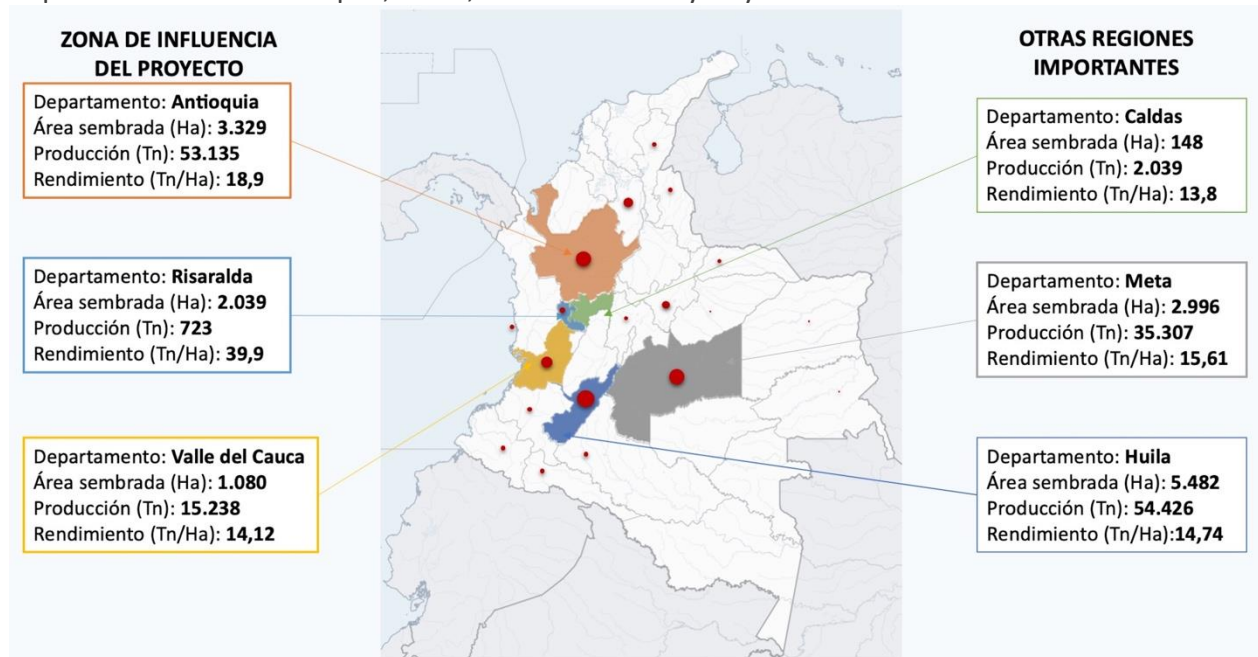 ZONA DE INFLUENCIA
DEL PROYECTO
Departamento: Antioquia
Área sembrada (Ha): 3.329
Producción (Tn): 53.135
Rendimiento (Tn/Ha): 18,9
Departamento: Risaralda
Área sembrada (Ha): 2.039
Producción (Tn): 723
Rendimiento (Tn/Ha): 39,9
Departamento: Valle del Cauca
Área sembrada (Ha): 1.080
Producción (Tn): 15.238
Rendimiento (Tn/Ha): 14,12
OTRAS REGIONES
IMPORTANTES
Departamento: Caldas
Área sembrada (Ha): 148
Producción (Tn): 2.039
Rendimiento (Tn/Ha): 13,8
Departamento: Meta
Área sembrada (Ha): 2.996
Producción (Tn): 35.307
Rendimiento (Tn/Ha): 15,61
Departamento: Huila
Área sembrada (Ha): 5.482
Producción (Tn): 54.426
Rendimiento (Tn/Ha):14,74